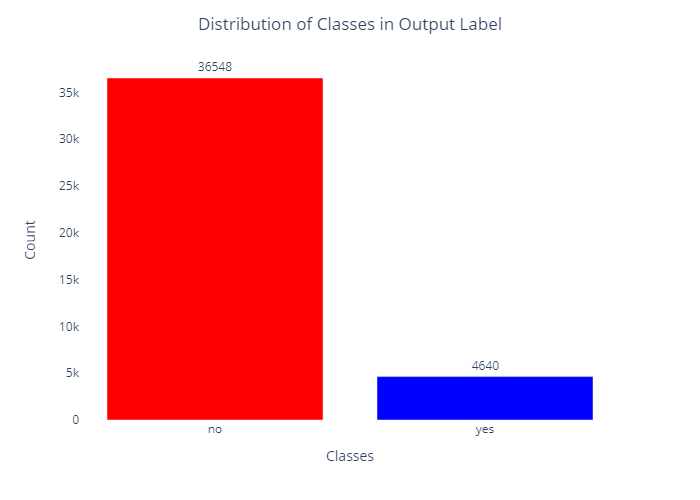 Distribution of Classes in Output Label
36548
35k
30k
25k
20k
15k
10k
4640
5k
0
Count
no
yes
Classes